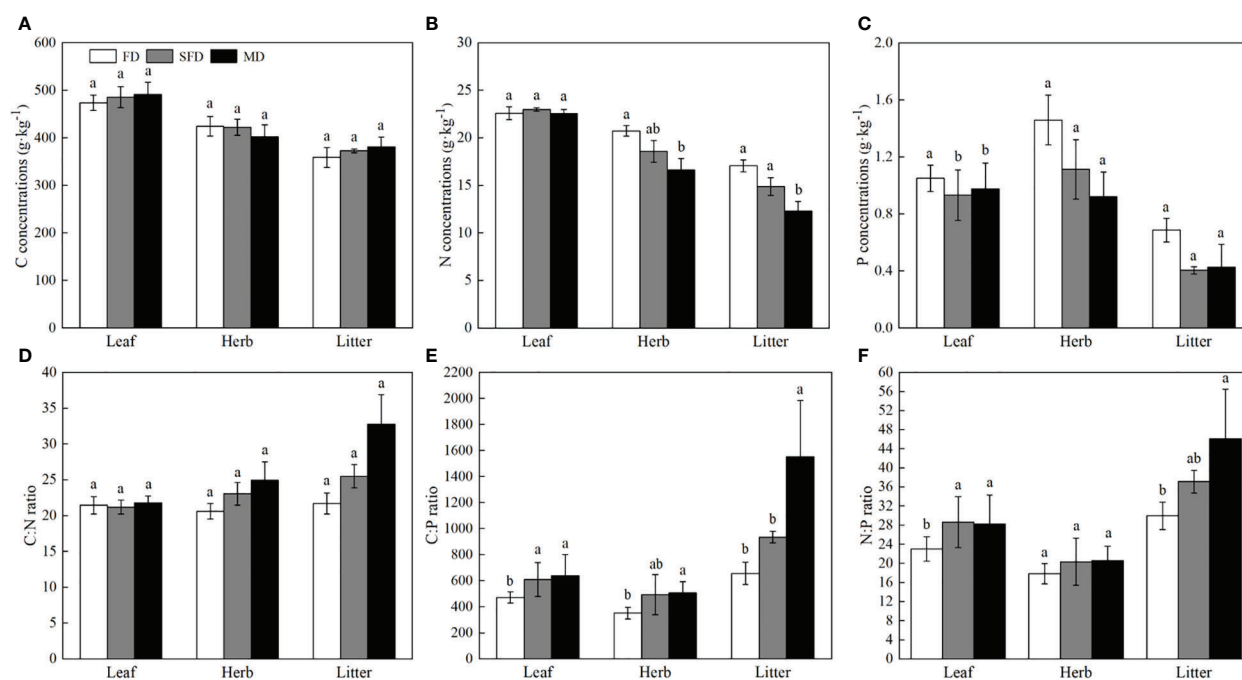 A
C concentrations (g·kg⁻¹)
600
500
400
300
200
100
0
FD SFD MD
a a a a a a a a a
Leaf Herb Litter
B
N concentrations (g·kg⁻¹)
30
25
20
15
10
5
0
a a a a ab b a a b
Leaf Herb Litter
C
P concentrations (g·kg⁻¹)
2.0
1.6
1.2
0.8
0.4
0.0
a b b a a a a a a
Leaf Herb Litter
D
C:N ratio
40
35
30
25
20
15
10
5
0
a a a a a a a a a
Leaf Herb Litter
E
C:P ratio
2200
2000
1800
1600
1400
1200
1000
800
600
400
200
0
b a a b ab a b b a
Leaf Herb Litter
F
N:P ratio
60
56
52
48
44
40
36
32
28
24
20
16
12
8
4
0
b a a a a a b ab a
Leaf Herb Litter